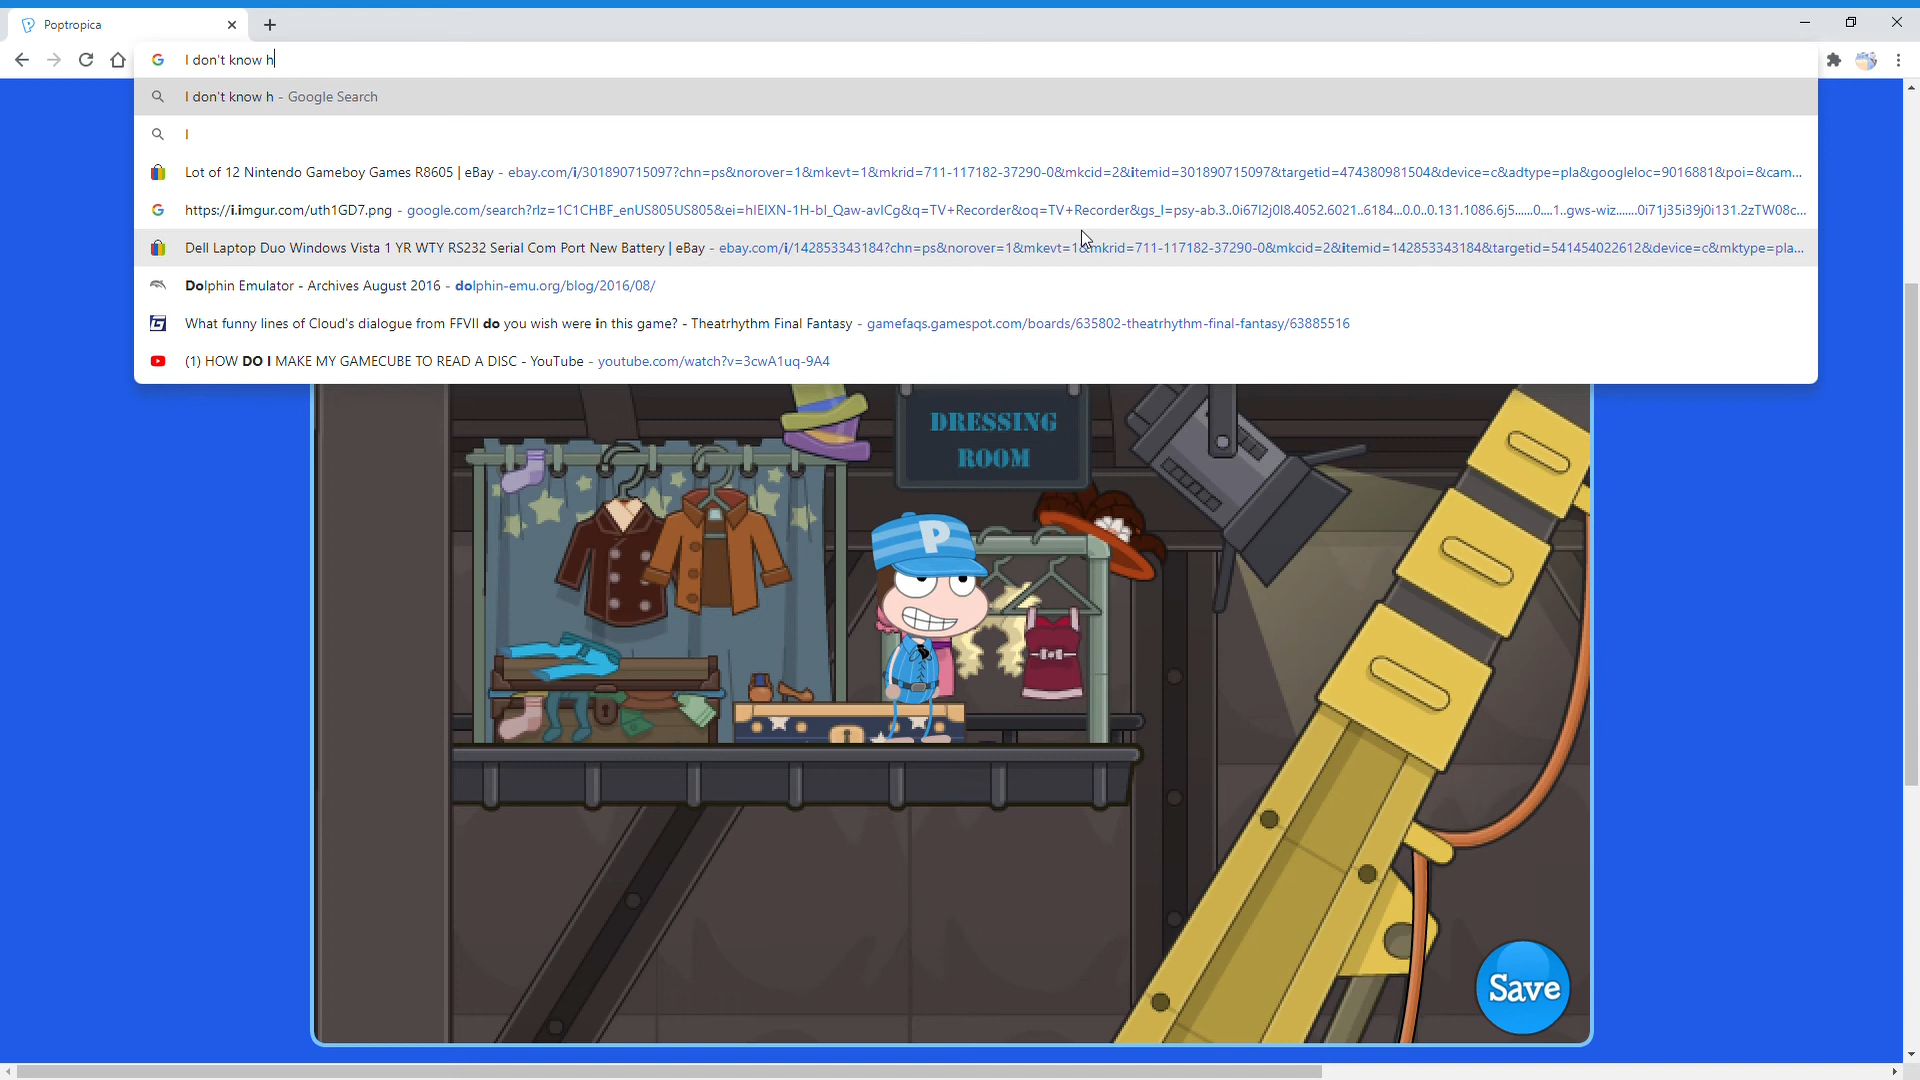 Poptropica
I don't know h
I don't know h - Google Search
I
Lot of 12 Nintendo Gameboy Games R8605 | eBay - ebay.com/i/301890715097?chn=ps&norover=1&mkevt=1&mkrid=711-117182-37290-0&mkcid=2&itemid=301890715097&targetid=474380981504&device=c&adtype=pla&googleloc=9016881&poi=&cam...
https://i.imgur.com/uth1GD7.png - google.com/search?rlz=1C1CHBF_enUS805US805&ei=hIEIXN-1H-bl_Qaw-avICg&q=TV+Recorder&oq=TV+Recorder&gs_l=psy-ab.3..0i67l2j0l8.4052.6021..6184...0.0..0.131.1086.6j5......0....1..gws-wiz.......0i71j35i39j0i131.2zTW08c...
Dell Laptop Duo Windows Vista 1 YR WTY RS232 Serial Com Port New Battery | eBay - ebay.com/i/142853343184?chn=ps&norover=1&mkevt=1&mkrid=711-117182-37290-0&mkcid=2&itemid=142853343184&targetid=541454022612&device=c&mktype=pla...
Dolphin Emulator - Archives August 2016 - dolphin-emu.org/blog/2016/08/
What funny lines of Cloud's dialogue from FFVII do you wish were in this game? - Theatrhythm Final Fantasy - gamefaqs.gamespot.com/boards/635802-theatrhythm-final-fantasy/63885516
(1) HOW DO I MAKE MY GAMECUBE TO READ A DISC - YouTube - youtube.com/watch?v=3cwA1uq-9A4
DRESSING
ROOM
P
Save